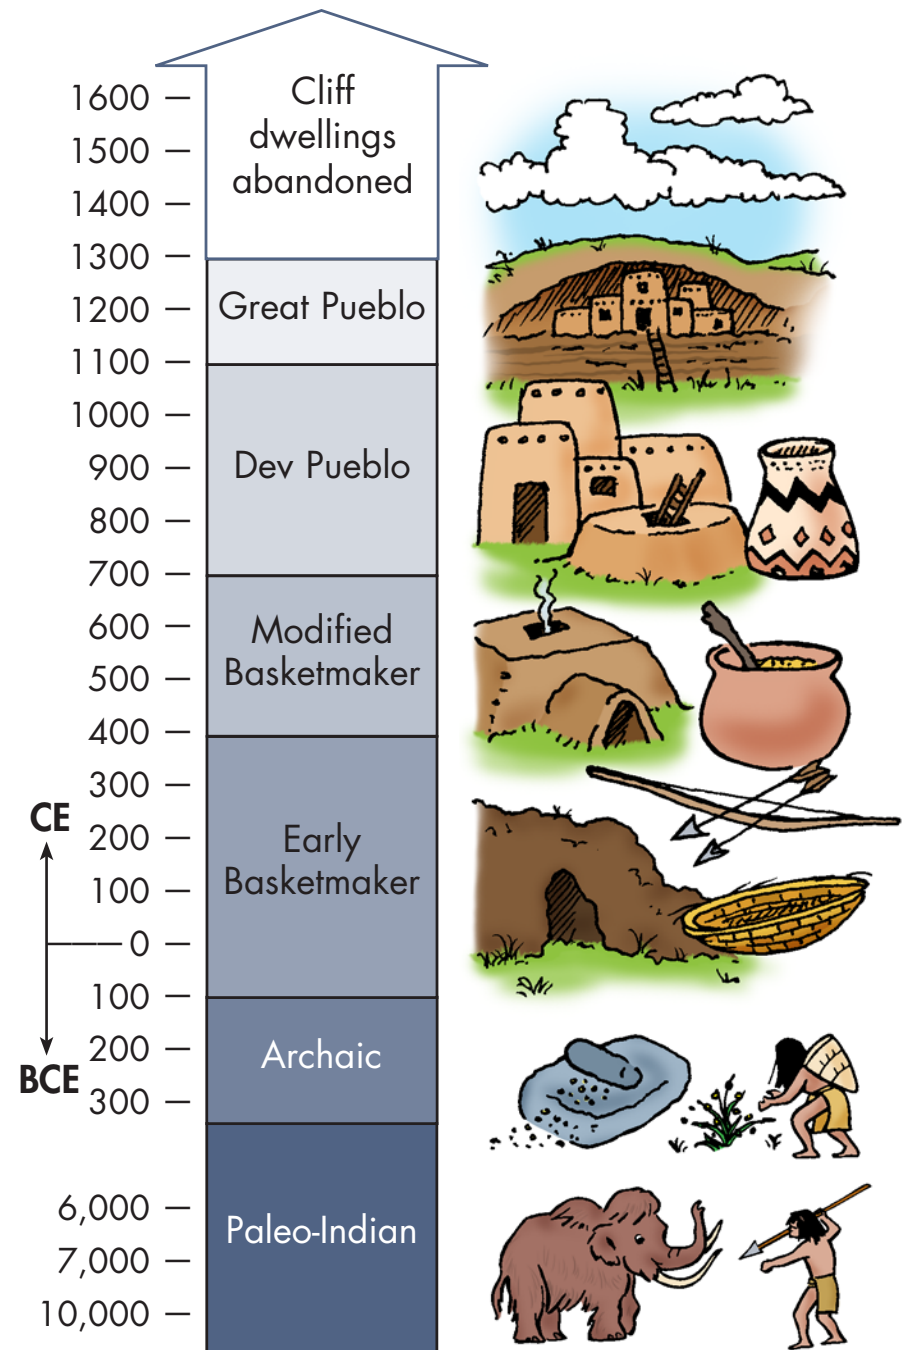 Cliff
dwellings
abandoned
1600
1500
1400
1300
Great Pueblo
1200
1100
1000
Dev Pueblo
900
800
700
600
Modified
Basketmaker
500
400
300
CE
200
Early
Basketmaker
100
0
100
200
Archaic
BCE
300
6,000
Paleo-Indian
7,000
10,000